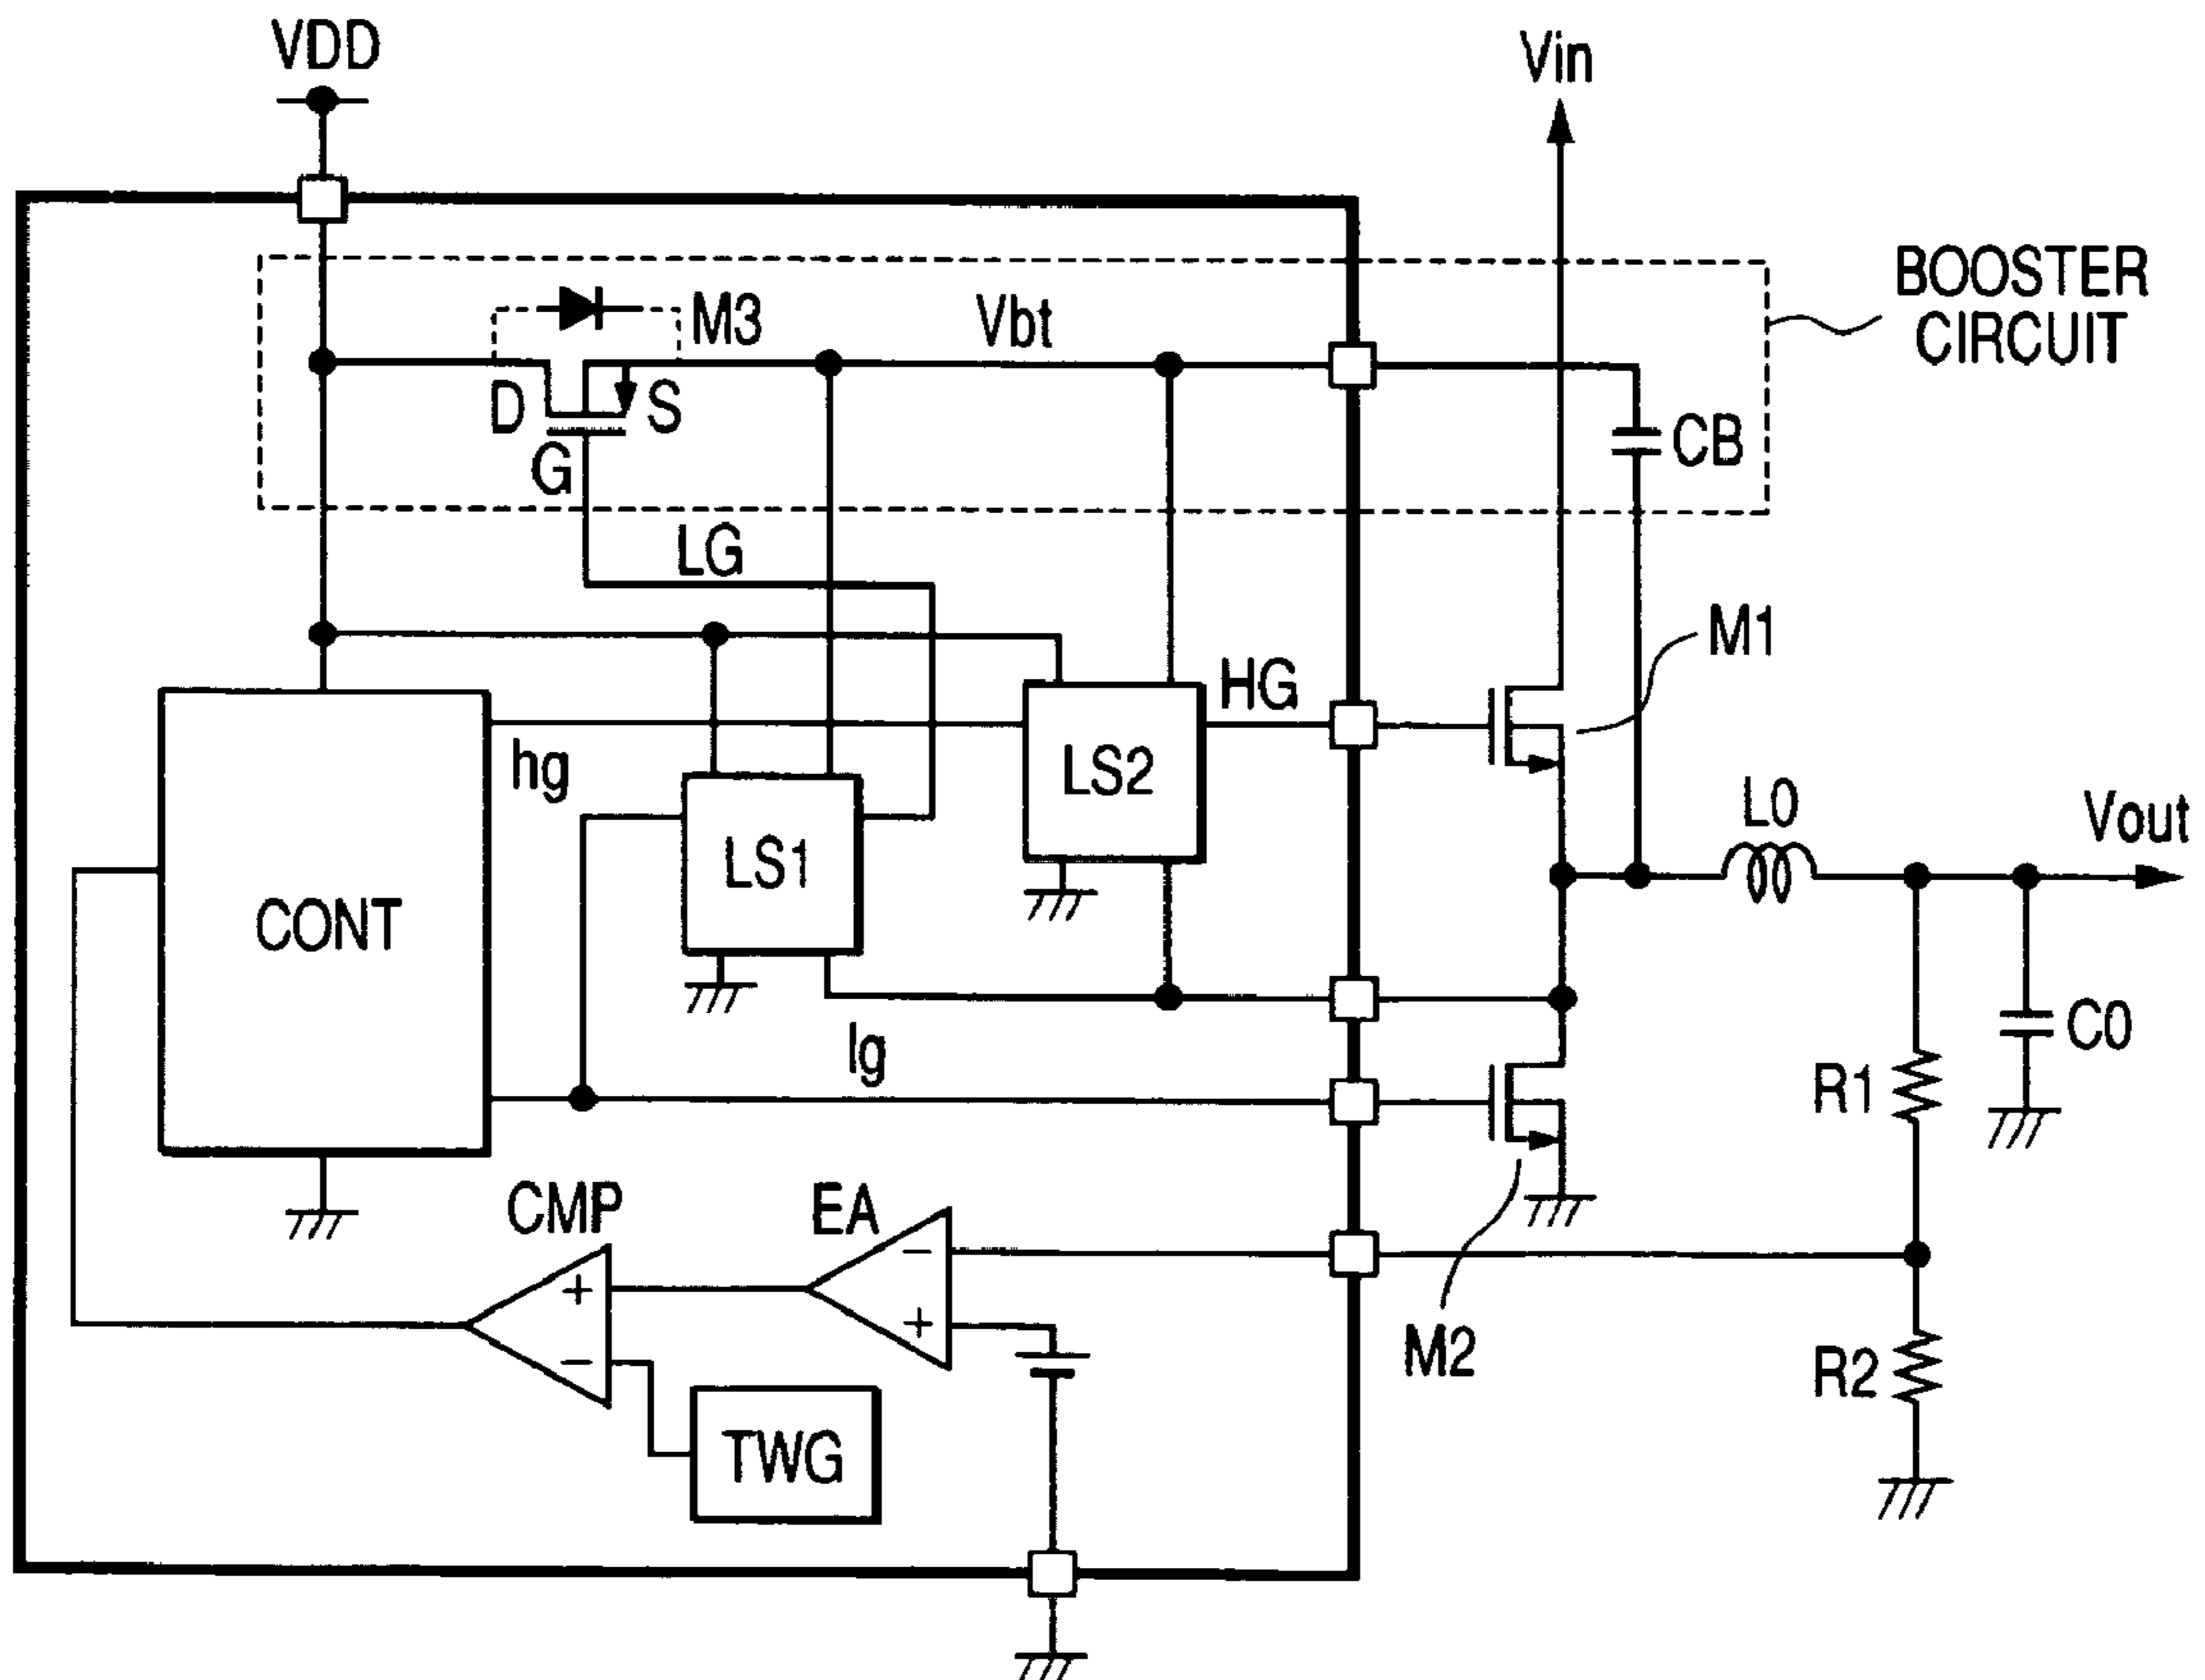 VDD
Vin
BOOSTER
CIRCUIT
M3
Vbt
D
S
G
CB
LG
M1
HG
hg
LS2
L0
Vout
LS1
CONT
C0
lg
R1
CMP
EA
−
+
+
−
M2
R2
TWG